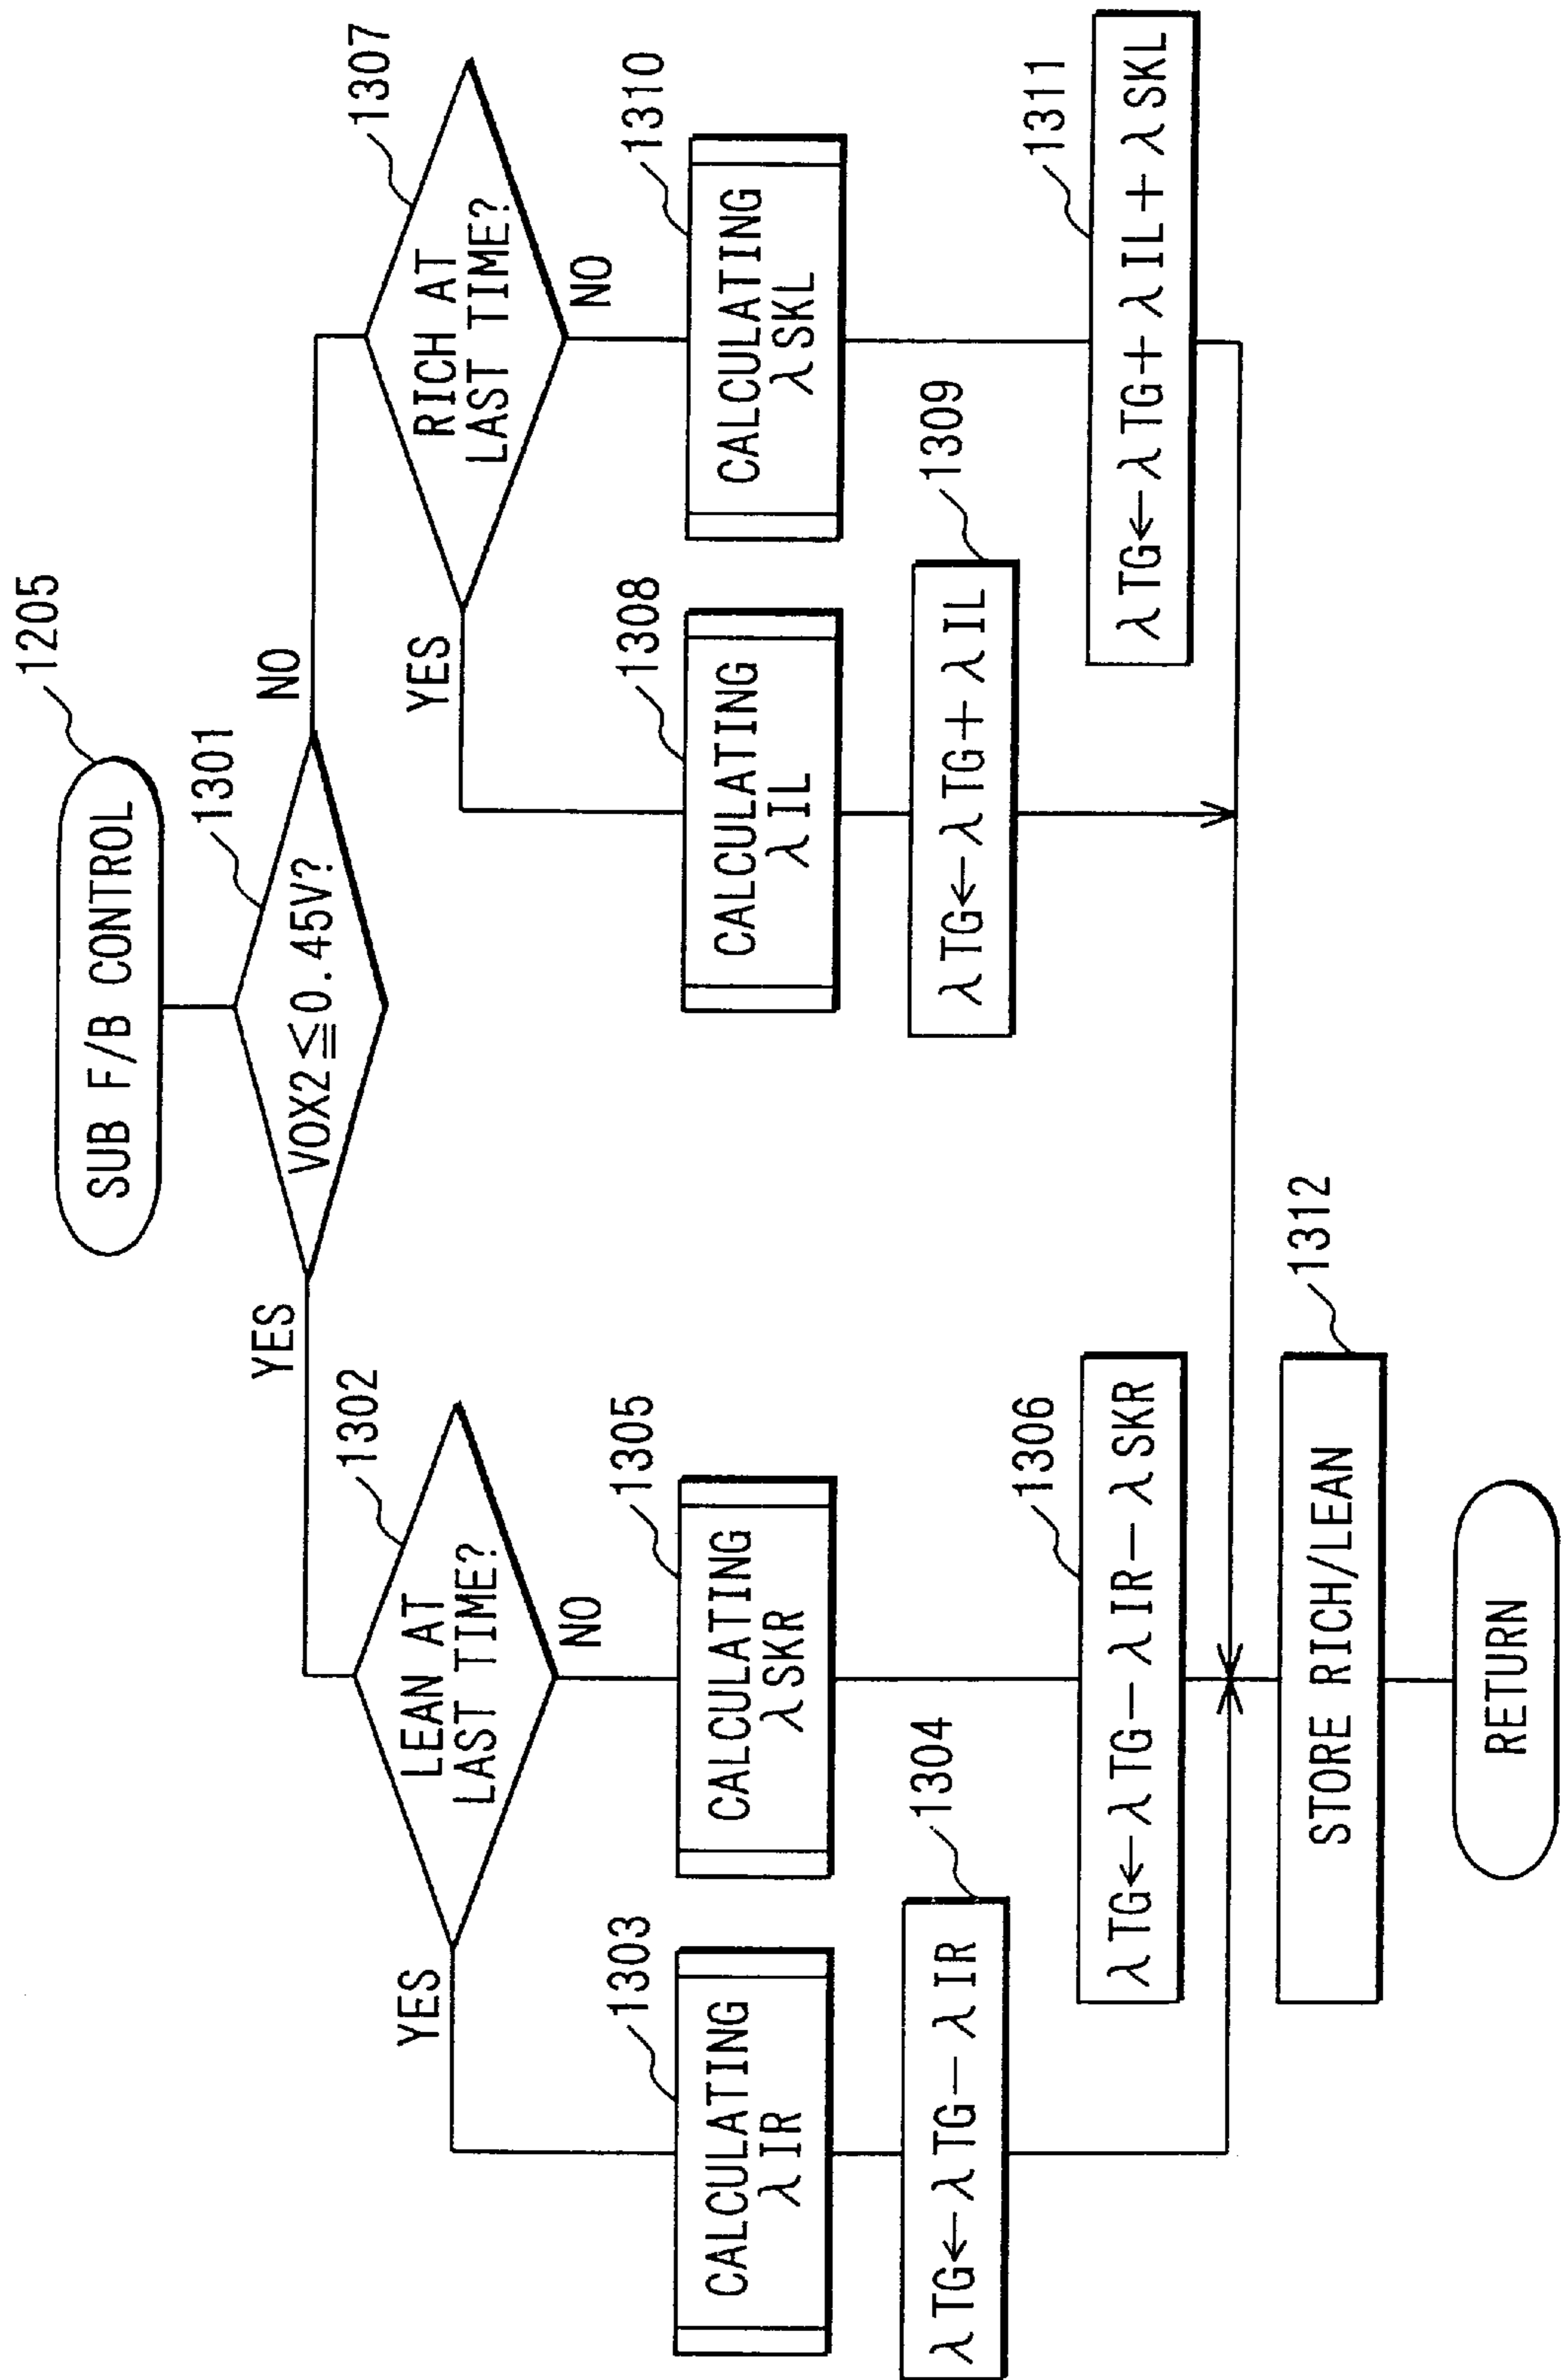 SUB F/B CONTROL
1205
VOX2≦0.45V?
1301
YES
NO
LEAN AT
LAST TIME?
1302
YES
NO
CALCULATING
λIR
1303
λTG←λTG-λIR
1304
CALCULATING
λSKR
1305
λTG←λTG-λIR-λSKR
1306
RICH AT
LAST TIME?
1307
YES
NO
CALCULATING
λIL
1308
λTG←λTG+λIL
1309
CALCULATING
λSKL
1310
λTG←λTG+λIL+λSKL
1311
STORE RICH/LEAN
1312
RETURN